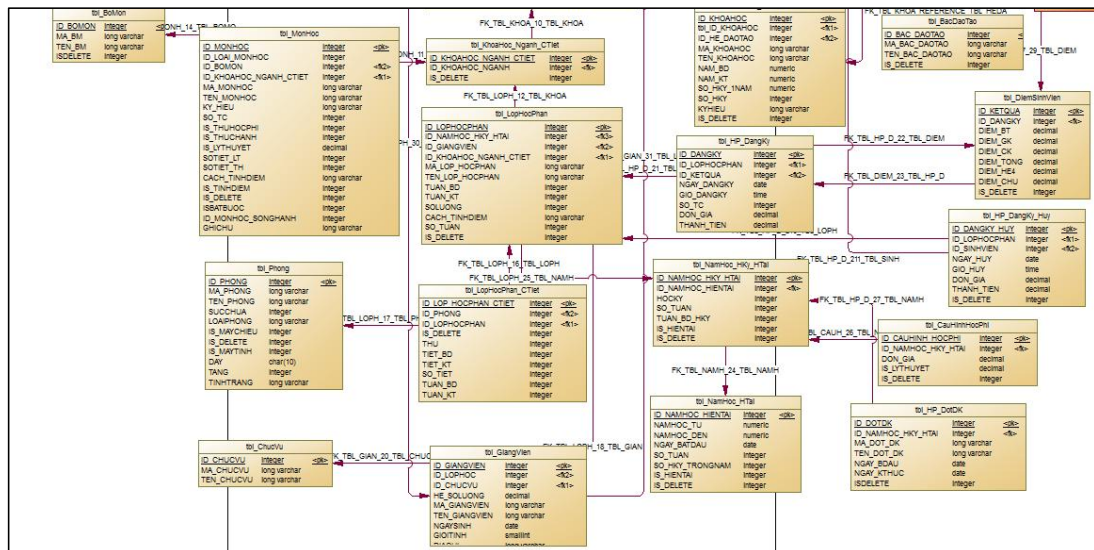 tbl_BoMon
ID_BOMON Integer <pk>
MA_BM long varchar
TEN_BM long varchar
ISDELETE Integer
tbl_MonHoc
ID_MONHOC Integer <pk>
ID_LOAI_MONHOC Integer
ID_BOMON Integer <fk2>
ID_KHOAHOC_NGANH_CTIET Integer <fk1>
MA_MONHOC long varchar
TEN_MONHOC long varchar
KY_HIEU long varchar
SO_TC Integer
IS_THUHOCPHI Integer
IS_THUCHANH Integer
IS_LYTHUYET decimal
SOTIET_LT Integer
SOTIET_TH Integer
CACH_TINHDIEM long varchar
IS_TINHDIEM Integer
IS_DELETE Integer
ISBATBUOC Integer
ID_MONHOC_SONGHANH Integer
GHICHU long varchar
FK_TBL_KHOA_10_TBL_KHOA
tbl_KhoaHoc_Nganh_CTiet
ID_KHOAHOC_NGANH_CTIET Integer <pk>
ID_KHOAHOC_NGANH Integer <fk>
IS_DELETE Integer
FK_TBL_LOPH_12_TBL_KHOA
tbl_LopHocPhan
ID_LOPHOCPHAN Integer <pk>
ID_NAMHOC_HKY_HTAI Integer <fk3>
ID_GIANGVIEN Integer <fk2>
ID_KHOAHOC_NGANH_CTIET Integer <fk1>
MA_LOP_HOCPHAN long varchar
TEN_LOP_HOCPHAN long varchar
TUAN_BD Integer
TUAN_KT Integer
SOLUONG Integer
CACH_TINHDIEM long varchar
SO_TUAN Integer
IS_DELETE Integer
ID_KHOAHOC Integer <pk>
tbl_ID_KHOAHOC Integer <fk1>
ID_HE_DAOTAO Integer <fk2>
MA_KHOAHOC long varchar
TEN_KHOAHOC long varchar
NAM_BD numeric
NAM_KT numeric
SO_HKY_1NAM numeric
SO_HKY Integer
KYHIEU long varchar
IS_DELETE Integer
FK_TBL_KHOA_REFERENCE_TBL_HEDA
tbl_BacDaoTao
ID_BAC_DAOTAO Integer
MA_BAC_DAOTAO long varchar
TEN_BAC_DAOTAO long varchar
IS_DELETE Integer
tbl_DiemSinhVien
ID_KETQUA Integer <pk>
ID_DANGKY Integer <fk>
DIEM_BT decimal
DIEM_GK decimal
DIEM_CK decimal
DIEM_TONG decimal
DIEM_HE4 decimal
DIEM_CHU decimal
IS_DELETE Integer
FK_TBL_HP_D_22_TBL_DIEM
tbl_HP_DangKy
ID_DANGKY Integer <pk>
ID_LOPHOCPHAN Integer <fk1>
ID_KETQUA Integer <fk2>
NGAY_DANGKY date
GIO_DANGKY time
SO_TC Integer
DON_GIA decimal
THANH_TIEN decimal
FK_TBL_DIEM_23_TBL_HP_D
tbl_HP_DangKy_Huy
ID_DANGKY_HUY Integer <pk>
ID_LOPHOCPHAN Integer <fk1>
ID_SINHVIEN Integer <fk2>
NGAY_HUY date
GIO_HUY time
DON_GIA decimal
THANH_TIEN decimal
IS_DELETE Integer
FK_TBL_HP_D_211_TBL_SINH
FK_TBL_LOPH_16_TBL_LOPH
FK_TBL_LOPH_25_TBL_NAMH
tbl_Phong
ID_PHONG Integer <pk>
MA_PHONG long varchar
TEN_PHONG long varchar
SUCCHUA Integer
LOAIPHONG long varchar
IS_MAYCHIEU Integer
IS_DELETE Integer
IS_MAYTINH Integer
DAY char(10)
TANG Integer
TINHTRANG long varchar
tbl_LopHocPhan_CTiet
ID_LOP_HOCPHAN_CTIET Integer <pk>
ID_PHONG Integer <fk2>
ID_LOPHOCPHAN Integer <fk1>
IS_DELETE Integer
THU Integer
TIET_BD Integer
TIET_KT Integer
SO_TIET Integer
TUAN_BD Integer
TUAN_KT Integer
tbl_NamHoc_HKy_HTai
ID_NAMHOC_HKY_HTAI Integer <pk>
ID_NAMHOC_HIENTAI Integer <fk>
HOCKY Integer
SO_TUAN Integer
TUAN_BD_HKY Integer
IS_HIENTAI Integer
IS_DELETE Integer
FK_TBL_HP_D_27_TBL_NAMH
tbl_CauHinhHocPhi
ID_CAUHINH_HOCPHI Integer <pk>
ID_NAMHOC_HKY_HTAI Integer <fk>
DON_GIA decimal
IS_LYTHUYET decimal
IS_DELETE Integer
FK_TBL_NAMH_24_TBL_NAMH
tbl_NamHoc_HTai
ID_NAMHOC_HIENTAI Integer <pk>
NAMHOC_TU numeric
NAMHOC_DEN numeric
NGAY_BATDAU date
SO_TUAN Integer
SO_HKY_TRONGNAM Integer
IS_HIENTAI Integer
IS_DELETE Integer
tbl_HP_DotDK
ID_DOTDK Integer <pk>
ID_NAMHOC_HKY_HTAI Integer <fk>
MA_DOT_DK long varchar
TEN_DOT_DK long varchar
NGAY_BDAU date
NGAY_KTHUC date
ISDELETE Integer
tbl_ChucVu
ID_CHUCVU Integer <pk>
MA_CHUCVU long varchar
TEN_CHUCVU long varchar
tbl_GiangVien
ID_GIANGVIEN Integer <pk>
ID_LOPHOC Integer <fk2>
ID_CHUCVU Integer <fk1>
HE_SOLUONG decimal
MA_GIANGVIEN long varchar
TEN_GIANGVIEN long varchar
NGAYSINH date
GIOITINH smallint